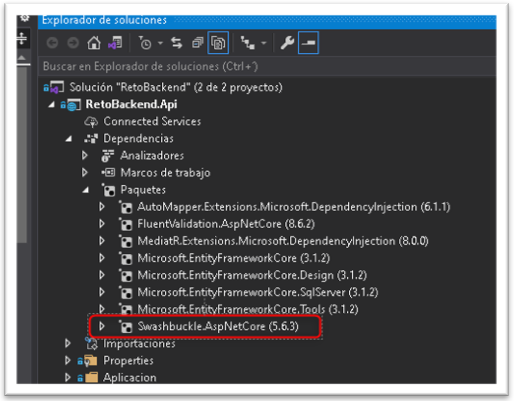 Explorador de soluciones
Buscar en Explorador de soluciones (Ctrl+´)
Solución "RetoBackend" (2 de 2 proyectos)
RetoBackend.Api
Connected Services
Dependencias
Analizadores
Marcos de trabajo
Paquetes
AutoMapper.Extensions.Microsoft.DependencyInjection (6.1.1)
FluentValidation.AspNetCore (8.6.2)
MediatR.Extensions.Microsoft.DependencyInjection (8.0.0)
Microsoft.EntityFrameworkCore (3.1.2)
Microsoft.EntityFrameworkCore.Design (3.1.2)
Microsoft.EntityFrameworkCore.SqlServer (3.1.2)
Microsoft.EntityFrameworkCore.Tools (3.1.2)
Swashbuckle.AspNetCore (5.6.3)
Importaciones
Properties
Aplicacion